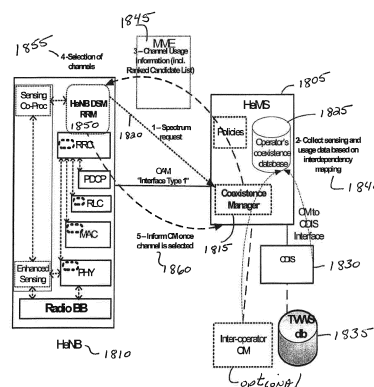 1845
MME
3 – Channel Usage
Information (incl.
Ranked Candidate List)
1855
4-Selection of
channels
1805
HeMS
Sensing
Co-Proc
HeNB DSM
RRM
1850
1820
1825
Policies
Operator's
coexistence
database
1 – Spectrum
request
2- Collect sensing and
usage data based on
interdependency
mapping
184
RRC
PDCP
RLC
MAC
PHY
OAM
"Interface Type 1"
Coexistence
Manager
1815
CM to
CDIS
Interface
5 – Inform CM once
channel is selected
1860
CDIS
1830
Enhanced
Sensing
Radio BB
HeNB
1810
Inter-operator
CM
TVWS
db
1835
optional